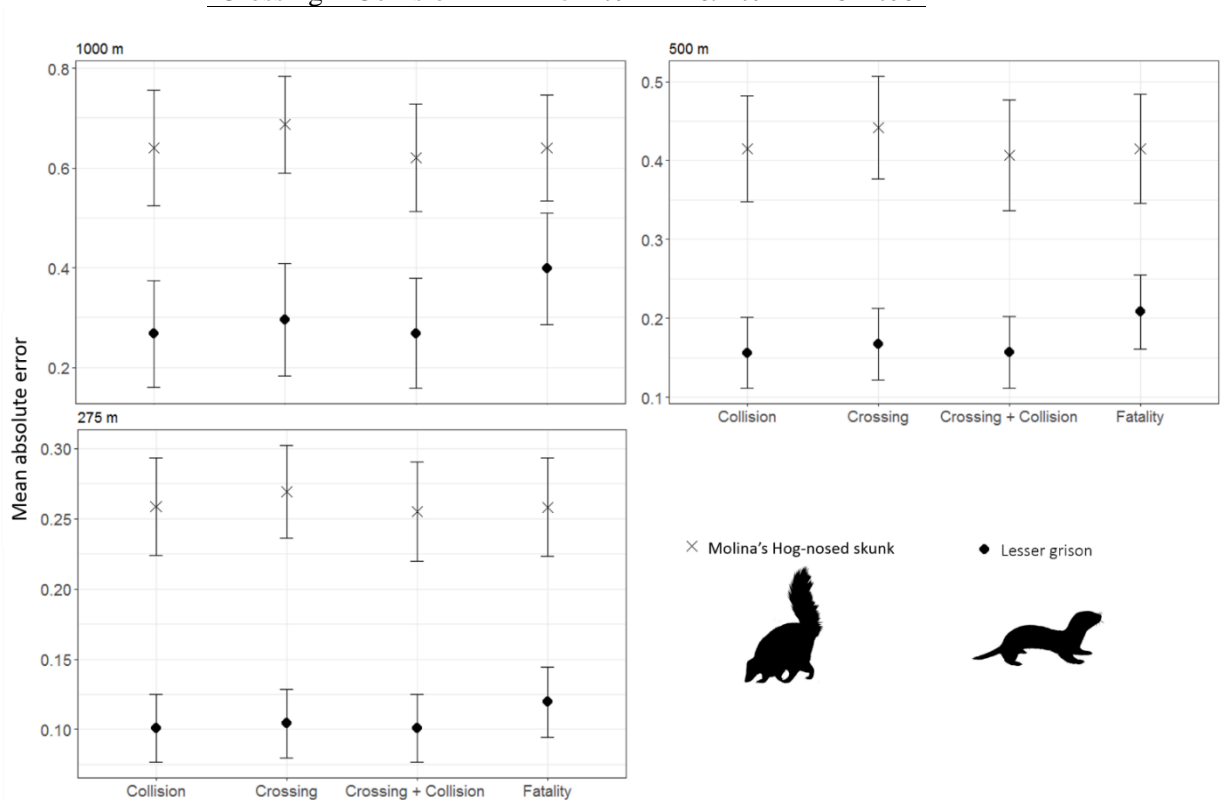 1000 m
0.8
0.6
0.4
0.2
500 m
0.5
0.4
0.3
0.2
0.1
Collision Crossing Crossing + Collision Fatality
275 m
0.30
0.25
0.20
0.15
0.10
Collision Crossing Crossing + Collision Fatality
Mean absolute error
Molina's Hog-nosed skunk
Lesser grison